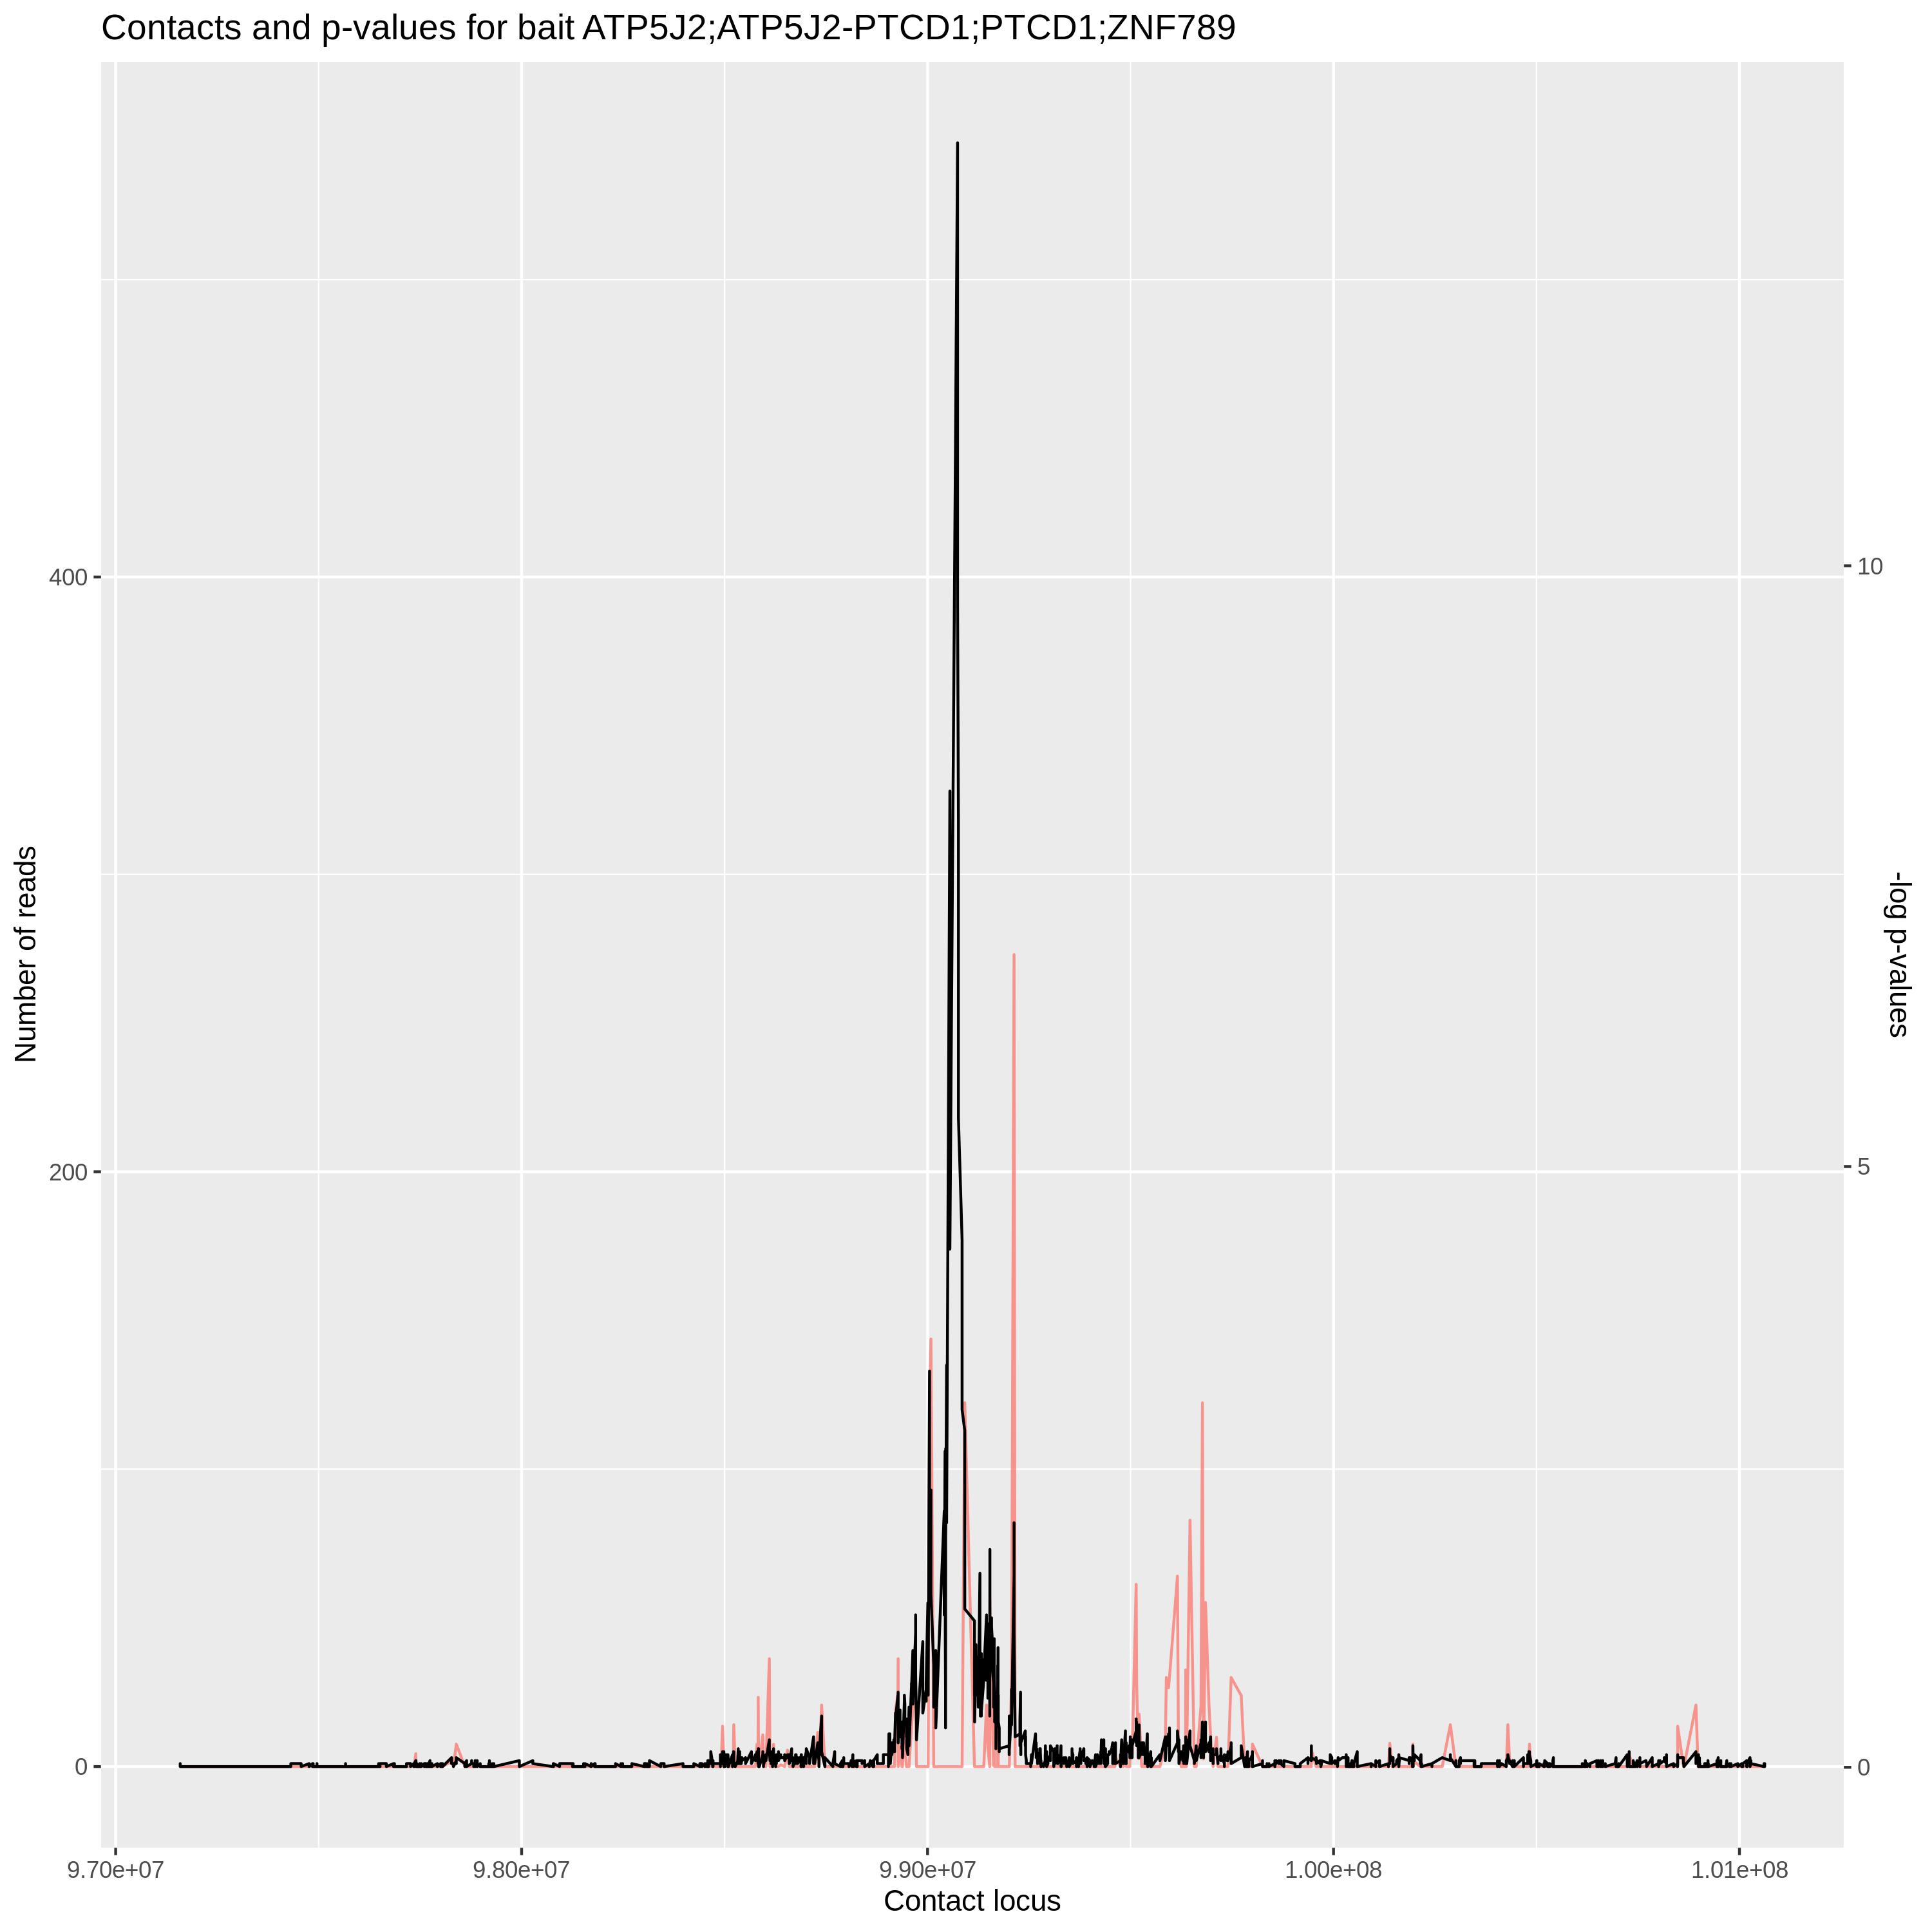 Contacts and p-values for bait ATP5J2;ATP5J2-PTCD1;PTCD1;ZNF789
400
200
0
Number of reads
10
5
0
-log p-values
9.70e+07 9.80e+07 9.90e+07 1.00e+08 1.01e+08
Contact locus